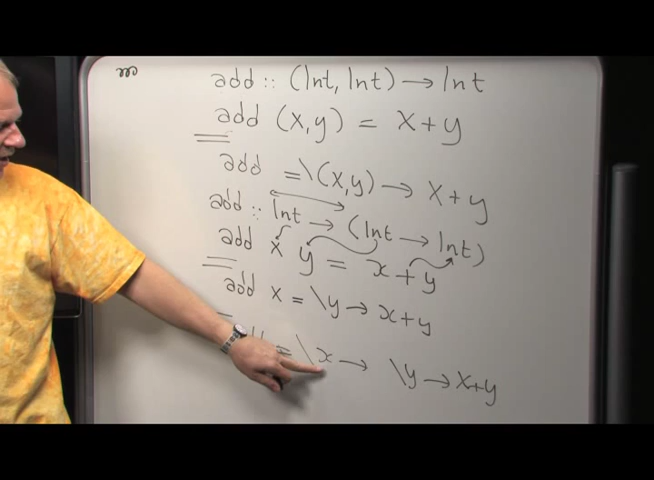 add :: (Int, Int) → Int
add (x,y) = x+y
add = \(x,y) → x+y
add :: Int → (Int → Int)
add x y = x+y
add x = \y → x+y
= \x → \y → x+y